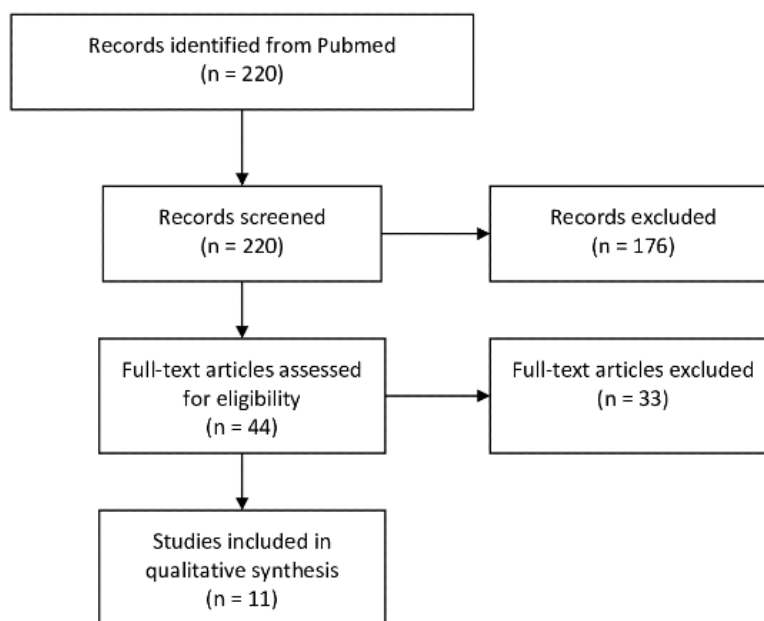 Records identified from Pubmed
(n = 220)
Records screened
(n = 220)
Records excluded
(n = 176)
Full-text articles assessed
for eligibility
(n = 44)
Full-text articles excluded
(n = 33)
Studies included in
qualitative synthesis
(n = 11)